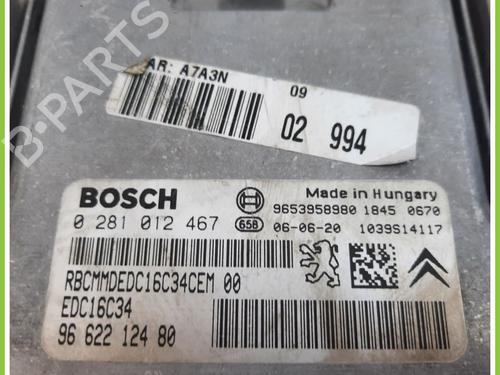 AR: A7A3N
09
02 994
BOSCH
Made in Hungary
0 281 012 467
658
9653958980 1845 0670
06-06-20 1039S14117
RBCMMDEDC16C34CEM 00
EDC16C34
96 622 124 80
B-PARTS